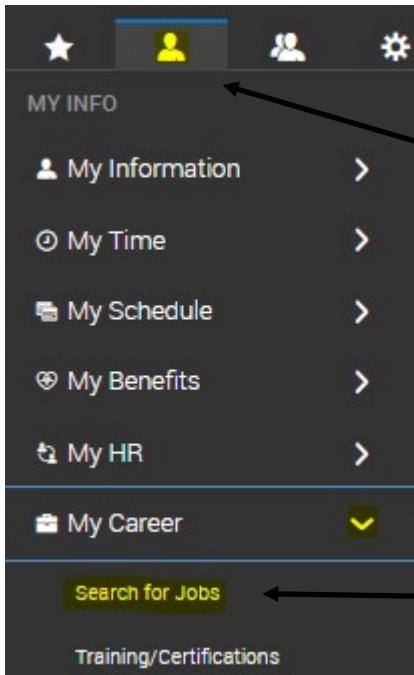 MY INFO
My Information
My Time
My Schedule
My Benefits
My HR
My Career
Search for Jobs
Training/Certifications